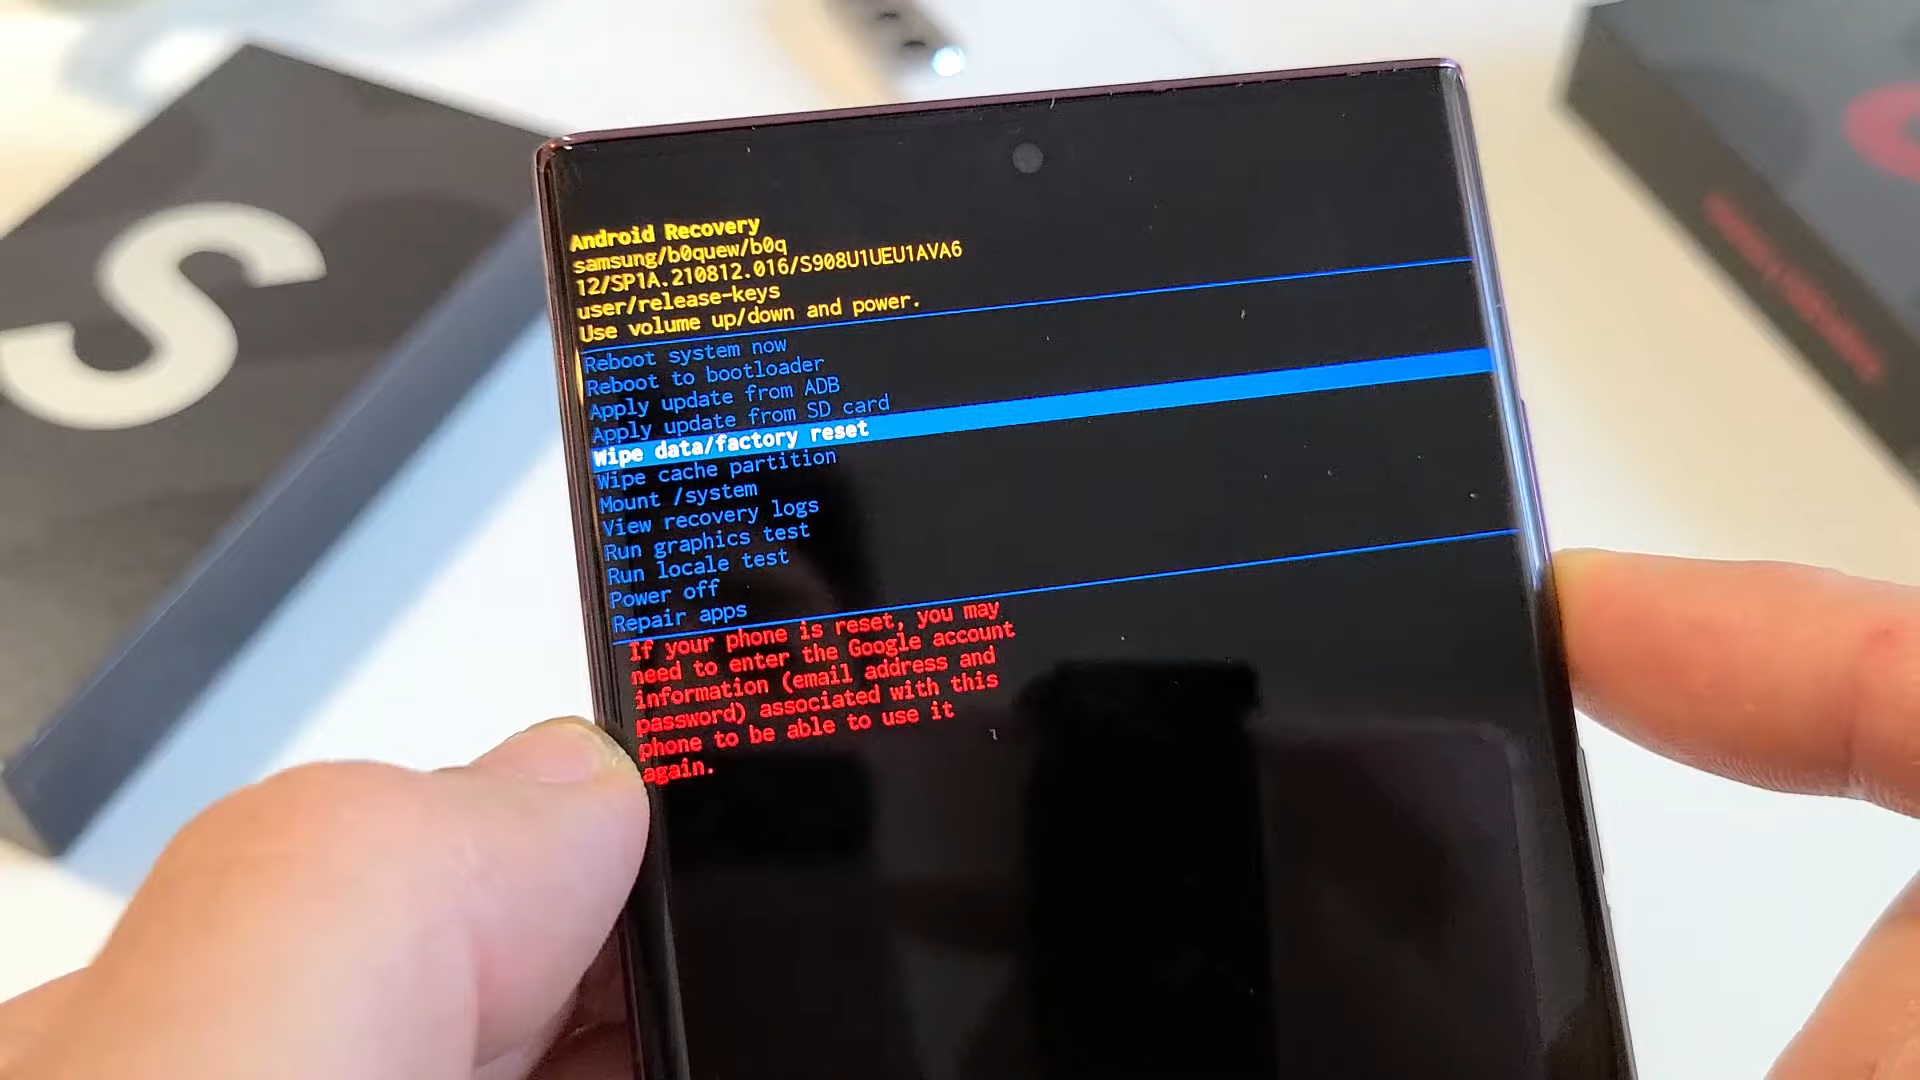 S
Android Recovery
samsung/b0quew/b0q
12/SP1A.210812.016/S908U1UEU1AVA6
user/release-keys
Use volume up/down and power.
Reboot system now
Reboot to bootloader
Apply update from ADB
Apply update from SD card
Wipe data/factory reset
Wipe cache partition
Mount /system
View recovery logs
Run graphics test
Run locale test
Power off
Repair apps
If your phone is reset, you may
need to enter the Google account
information (email address and
password) associated with this
phone to be able to use it
again.